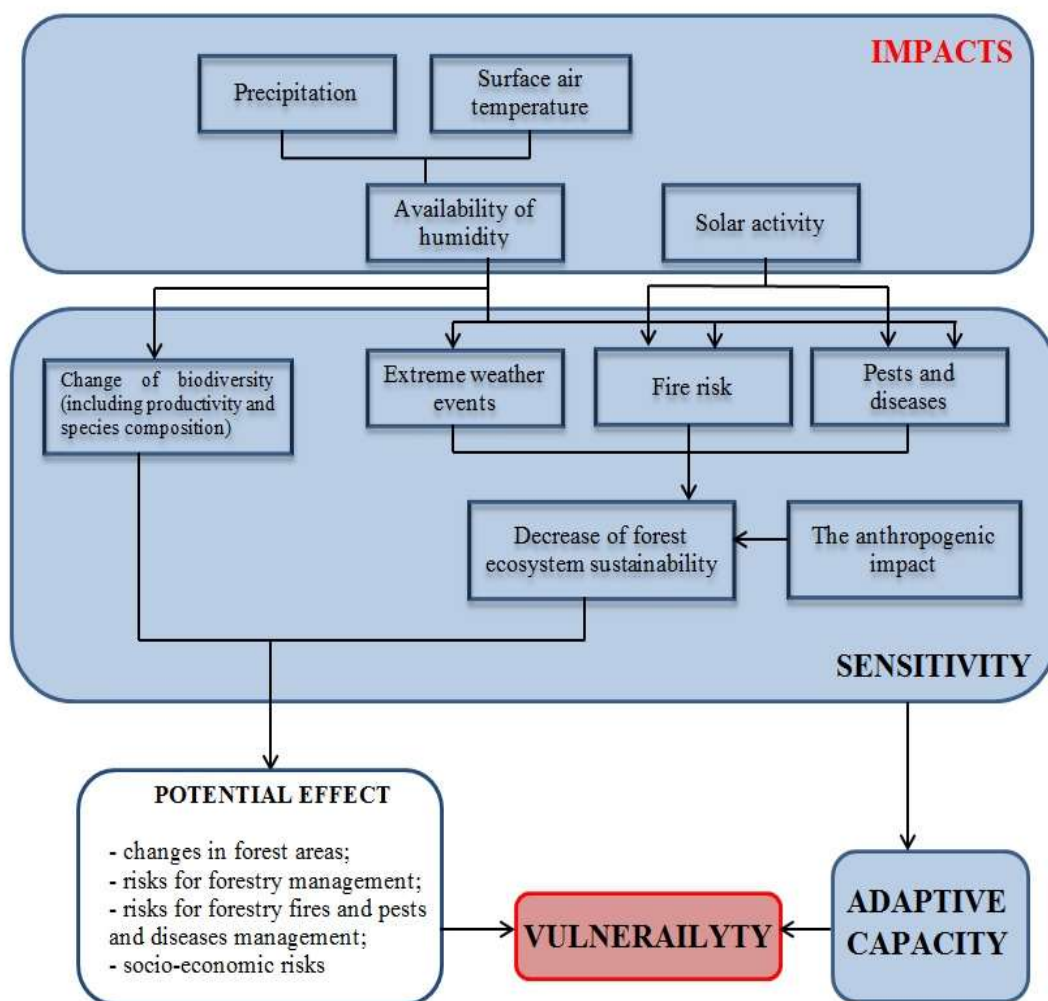 IMPACTS
Precipitation
Surface air
temperature
Availability of
humidity
Solar activity
Change of biodiversity
(including productivity and
species composition)
Extreme weather
events
Fire risk
Pests and
diseases
Decrease of forest
ecosystem sustainability
The anthropogenic
impact
SENSITIVITY
POTENTIAL EFFECT
- changes in forest areas;
- risks for forestry management;
- risks for forestry fires and pests
and diseases management;
- socio-economic risks
VULNERAILYTY
ADAPTIVE
CAPACITY